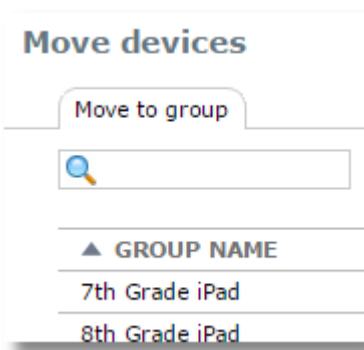 Move devices
Move to group
▲ GROUP NAME
7th Grade iPad
8th Grade iPad